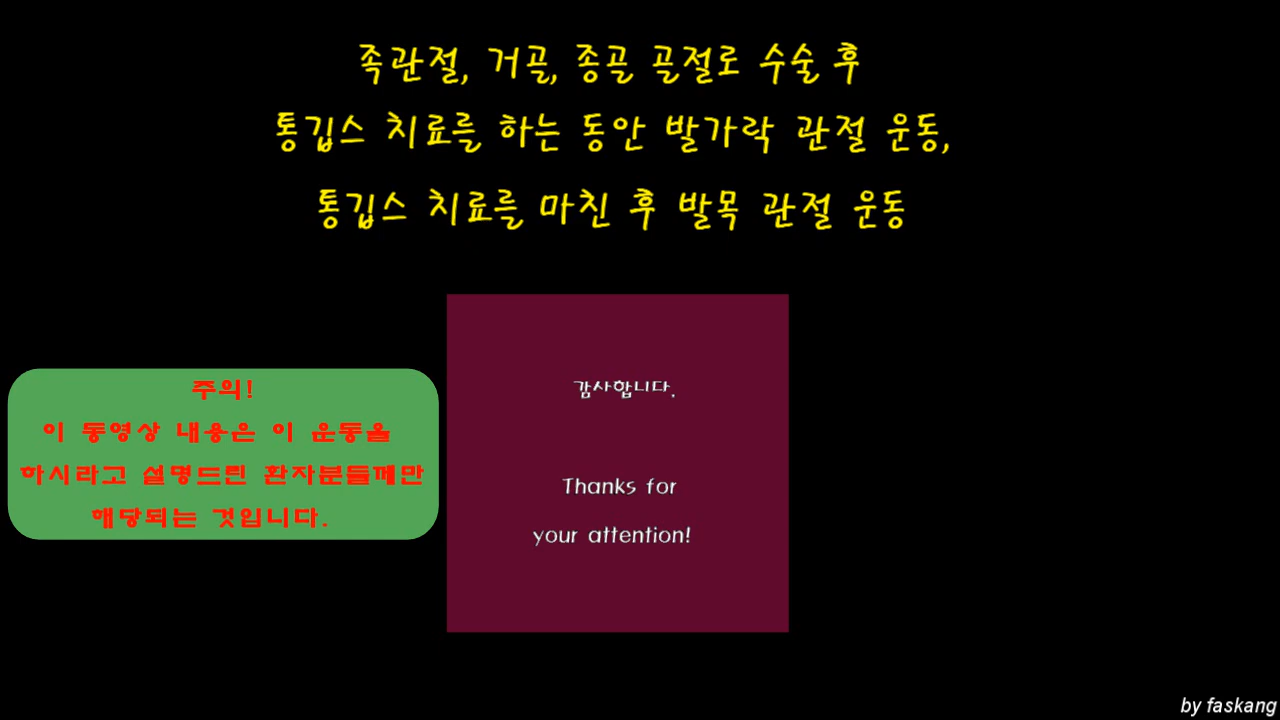 족관절, 거골, 종골 골절로 수술 후
통깁스 치료를 하는 동안 발가락 관절 운동,
통깁스 치료를 마친 후 발목 관절 운동
주의!
이 동영상 내용은 이 운동을
하시라고 설명드린 환자분들께만
해당되는 것입니다.
감사합니다.
Thanks for
your attention!
by faskang